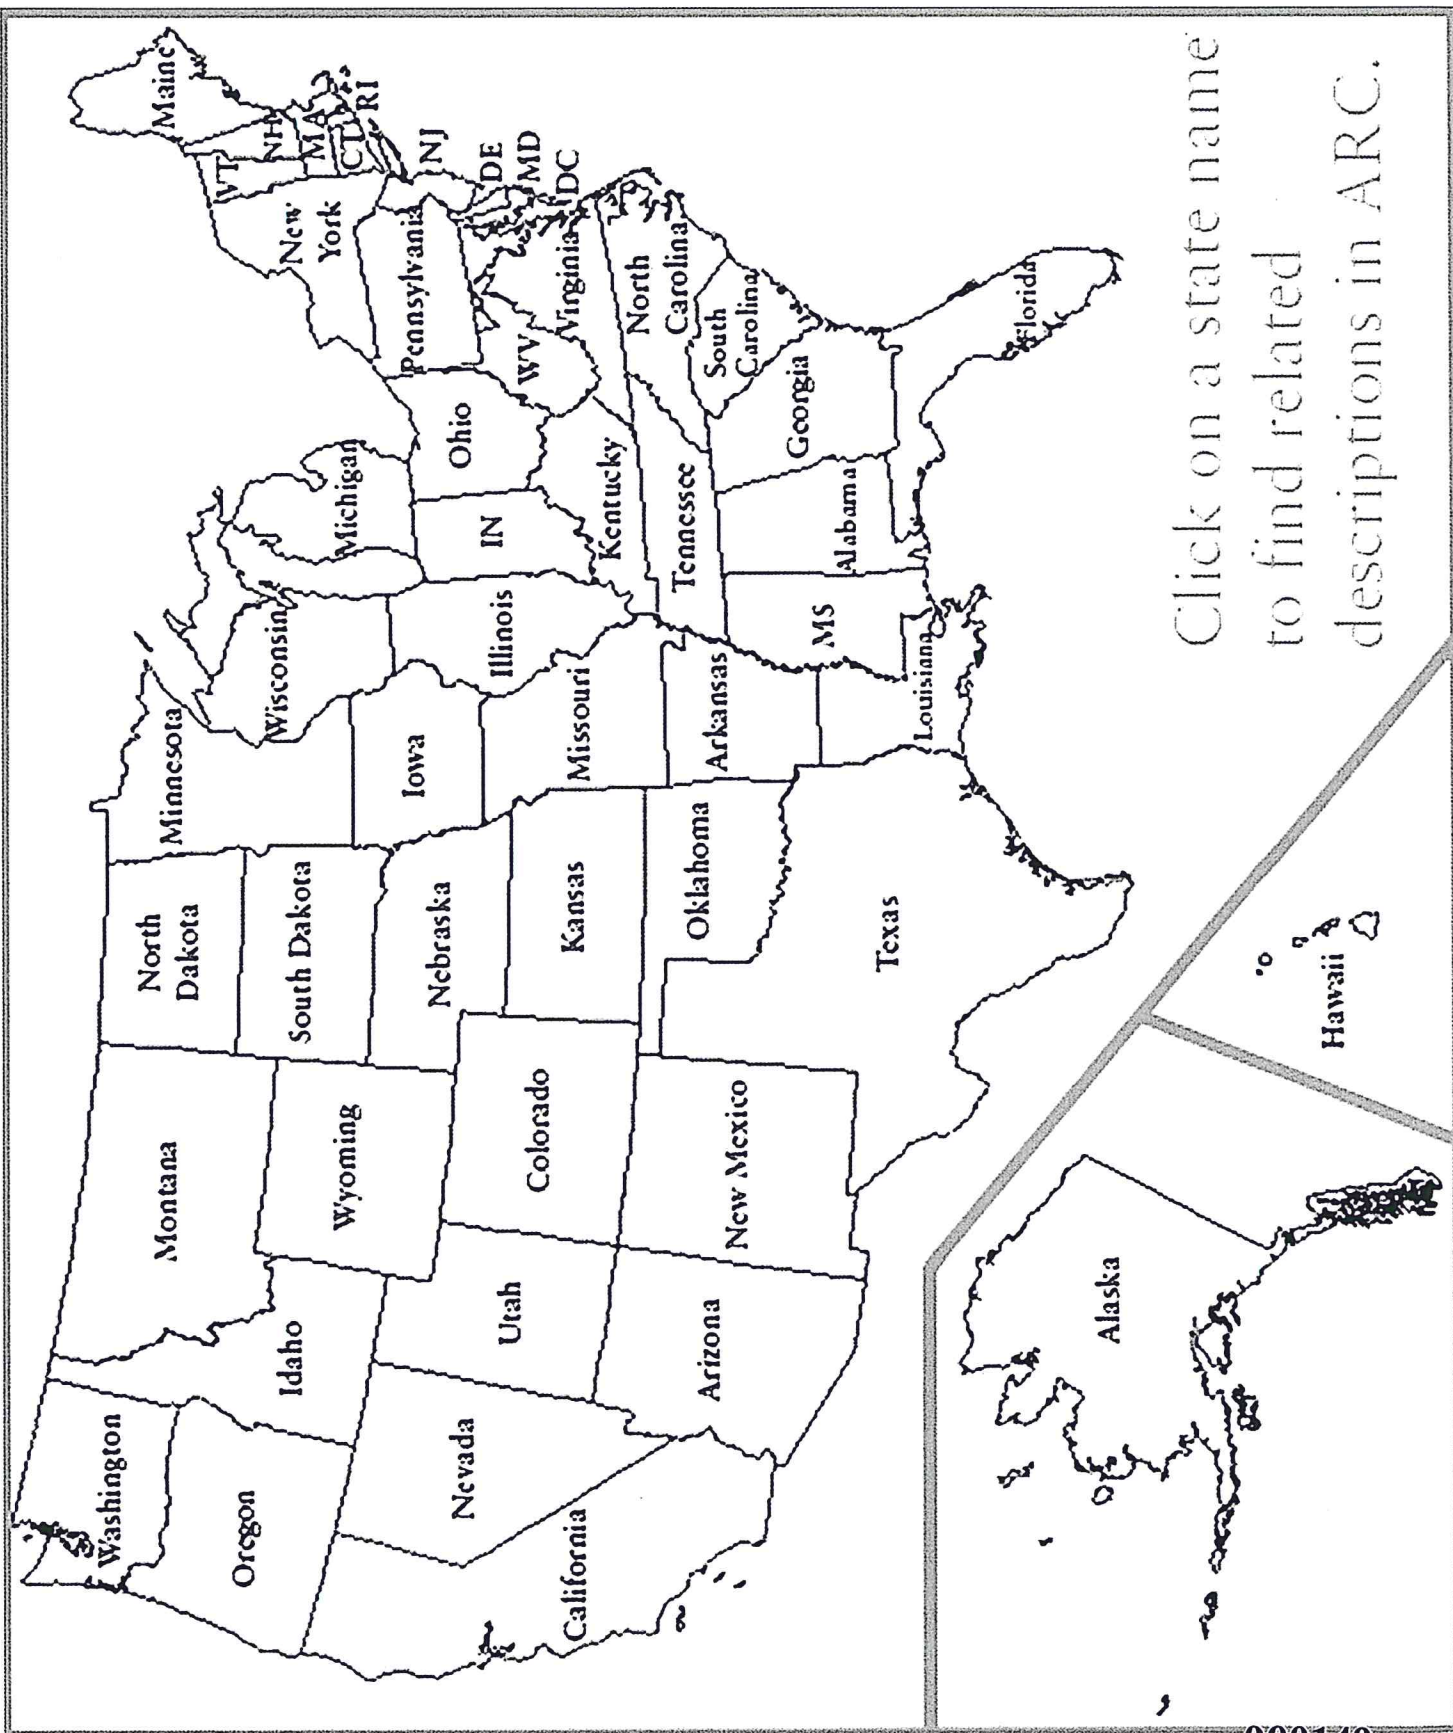 Washington
Oregon
California
Nevada
Idaho
Montana
Wyoming
Utah
Colorado
Arizona
New Mexico
North
Dakota
South Dakota
Nebraska
Kansas
Oklahoma
Texas
Minnesota
Iowa
Missouri
Arkansas
Louisiana
Wisconsin
Illinois
MS
Michigan
IN
Ohio
Kentucky
Tennessee
Alabama
Georgia
Florida
South
Carolina
North
Carolina
Virginia
WV
Pennsylvania
New
York
VT
NH
Maine
MA
CT
RI
NJ
DE
MD
DC
Alaska
Hawaii
Click on a state name
to find related
descriptions in ARC.